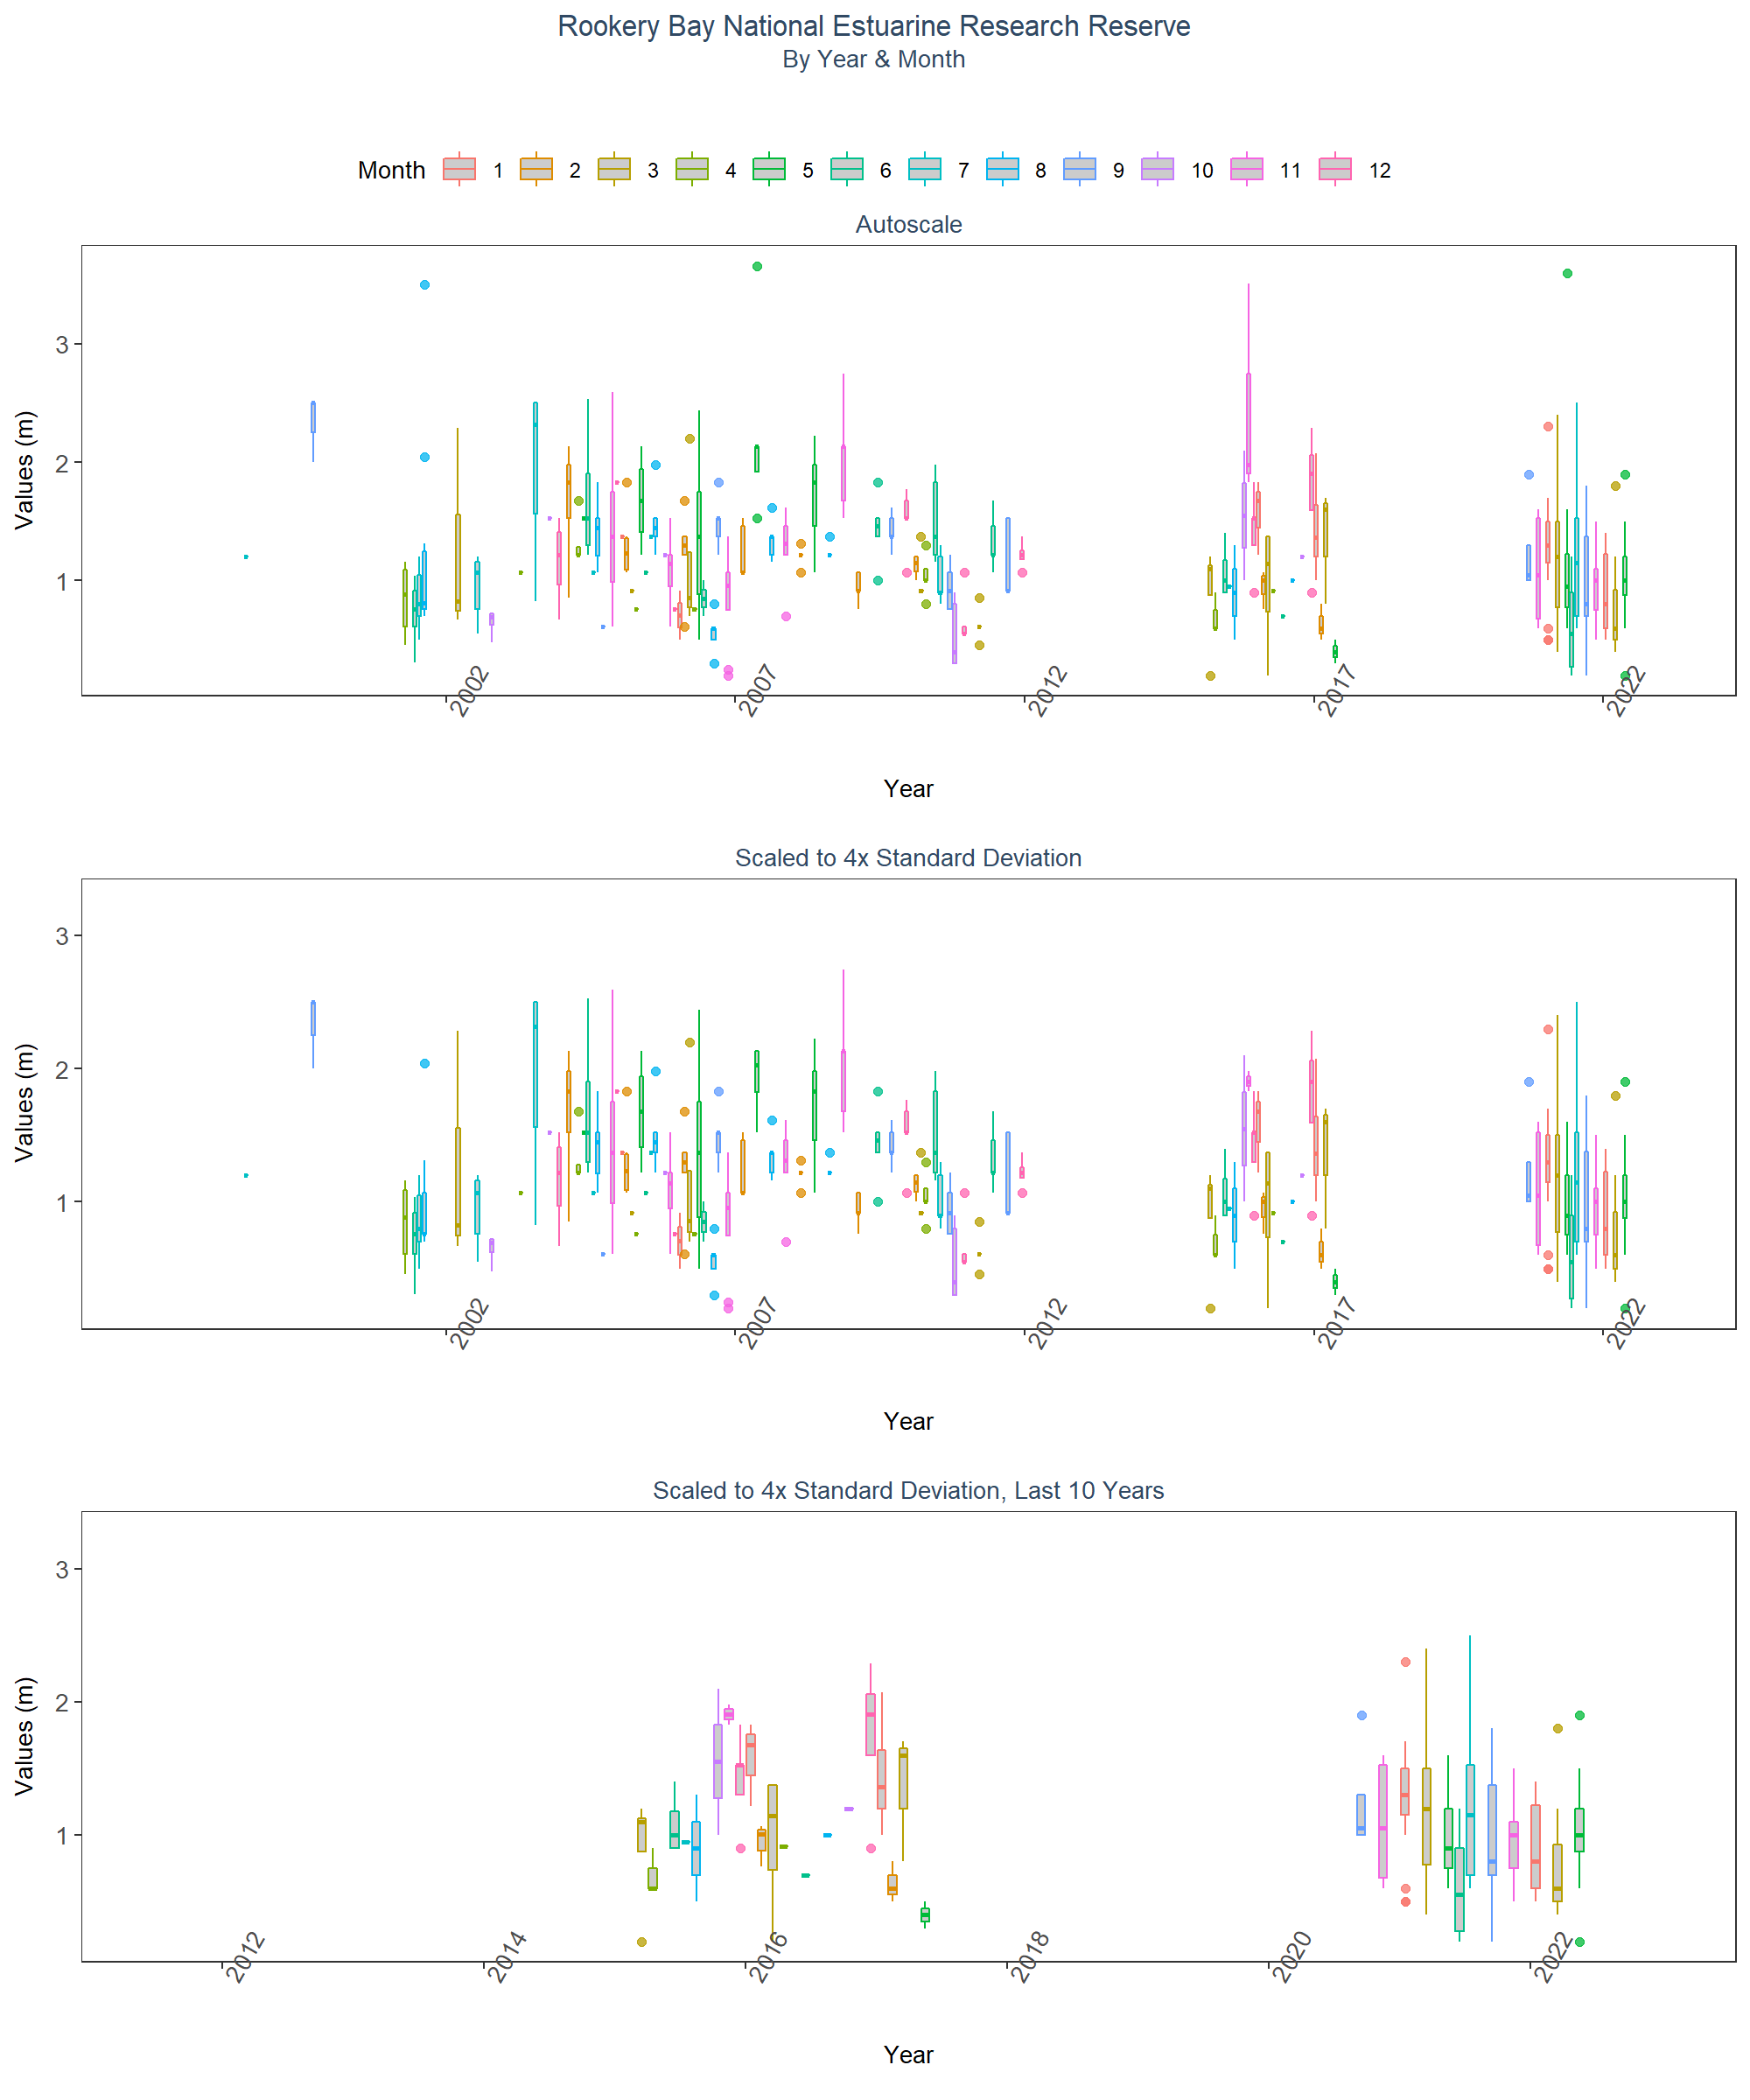 Rookery Bay National Estuarine Research Reserve
By Year & Month
Month 1 2 3 4 5 6 7 8 9 10 11 12
Autoscale
Values (m)
3
2
1
2002 2007 2012 2017 2022
Year
Scaled to 4x Standard Deviation
Values (m)
3
2
1
2002 2007 2012 2017 2022
Year
Scaled to 4x Standard Deviation, Last 10 Years
Values (m)
3
2
1
2012 2014 2016 2018 2020 2022
Year